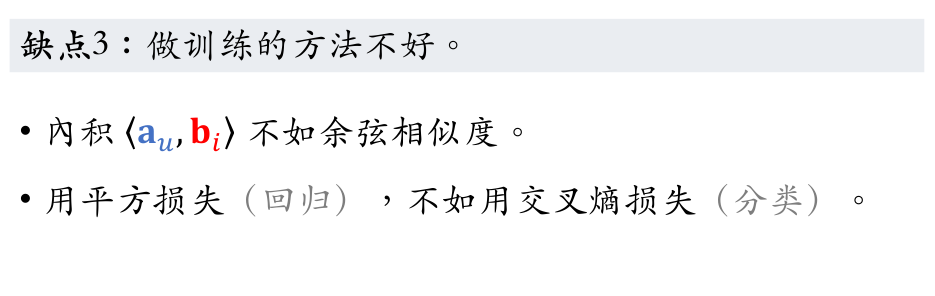 缺点3：做训练的方法不好。
• 內积 ⟨a_u, b_i⟩ 不如余弦相似度。
• 用平方损失（回归），不如用交叉熵损失（分类）。